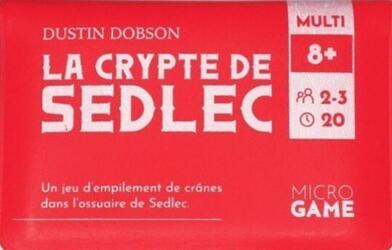 DUSTIN DOBSON
LA CRYPTE DE
SEDLEC
MULTI
8+
2-3
20
Un jeu d'empilement de crânes
dans l'ossuaire de Sedlec.
MICRO
GAME